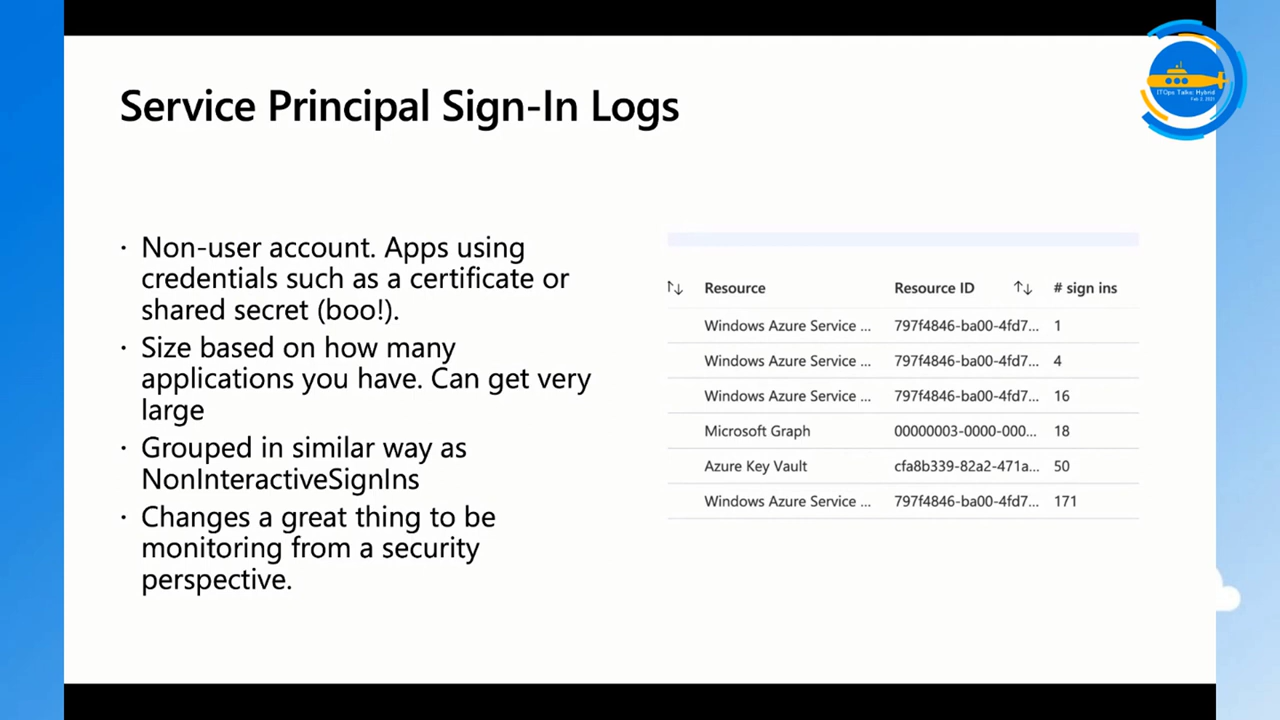 ITOps Talks: Hybrid
Feb 2, 2021
Service Principal Sign-In Logs
· Non-user account. Apps using
credentials such as a certificate or
shared secret (boo!).
· Size based on how many
applications you have. Can get very
large
· Grouped in similar way as
NonInteractiveSignIns
· Changes a great thing to be
monitoring from a security
perspective.
↑↓ Resource Resource ID ↑↓ # sign ins
Windows Azure Service ... 797f4846-ba00-4fd7... 1
Windows Azure Service ... 797f4846-ba00-4fd7... 4
Windows Azure Service ... 797f4846-ba00-4fd7... 16
Microsoft Graph 00000003-0000-000... 18
Azure Key Vault cfa8b339-82a2-471a... 50
Windows Azure Service ... 797f4846-ba00-4fd7... 171